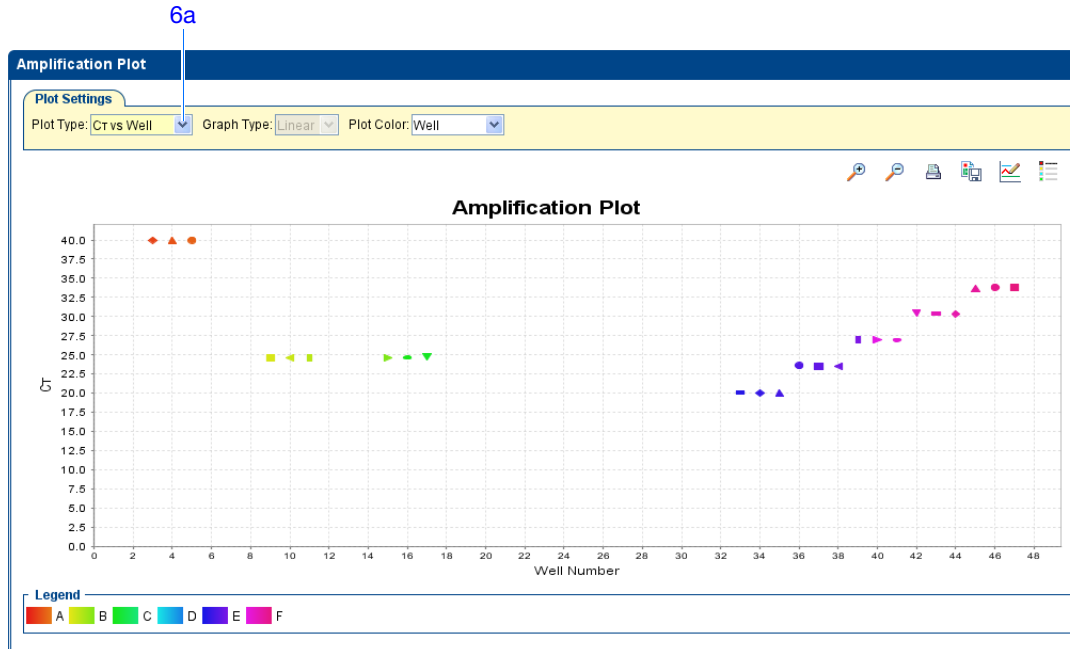 6a
Amplification Plot
Plot Settings
Plot Type: CT vs Well Graph Type: Linear Plot Color: Well
Amplification Plot
40.0
37.5
35.0
32.5
30.0
27.5
25.0
22.5
20.0
17.5
15.0
12.5
10.0
7.5
5.0
2.5
0.0
CT
0 2 4 6 8 10 12 14 16 18 20 22 24 26 28 30 32 34 36 38 40 42 44 46 48
Well Number
Legend
A B C D E F